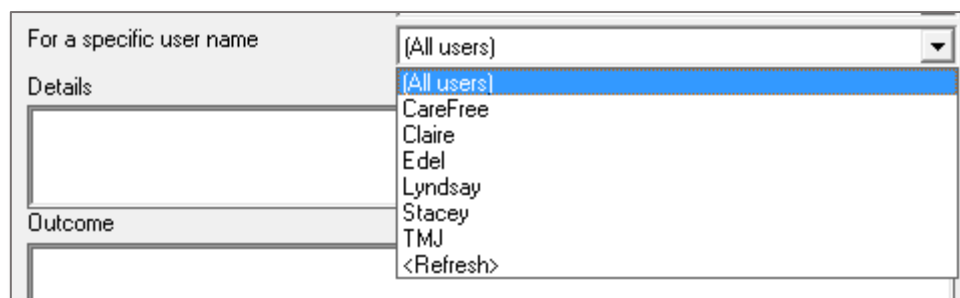 For a specific user name
(All users)
Details
(All users)
CareFree
Claire
Edel
Lyndsay
Stacey
TMJ
<Refresh>
Outcome